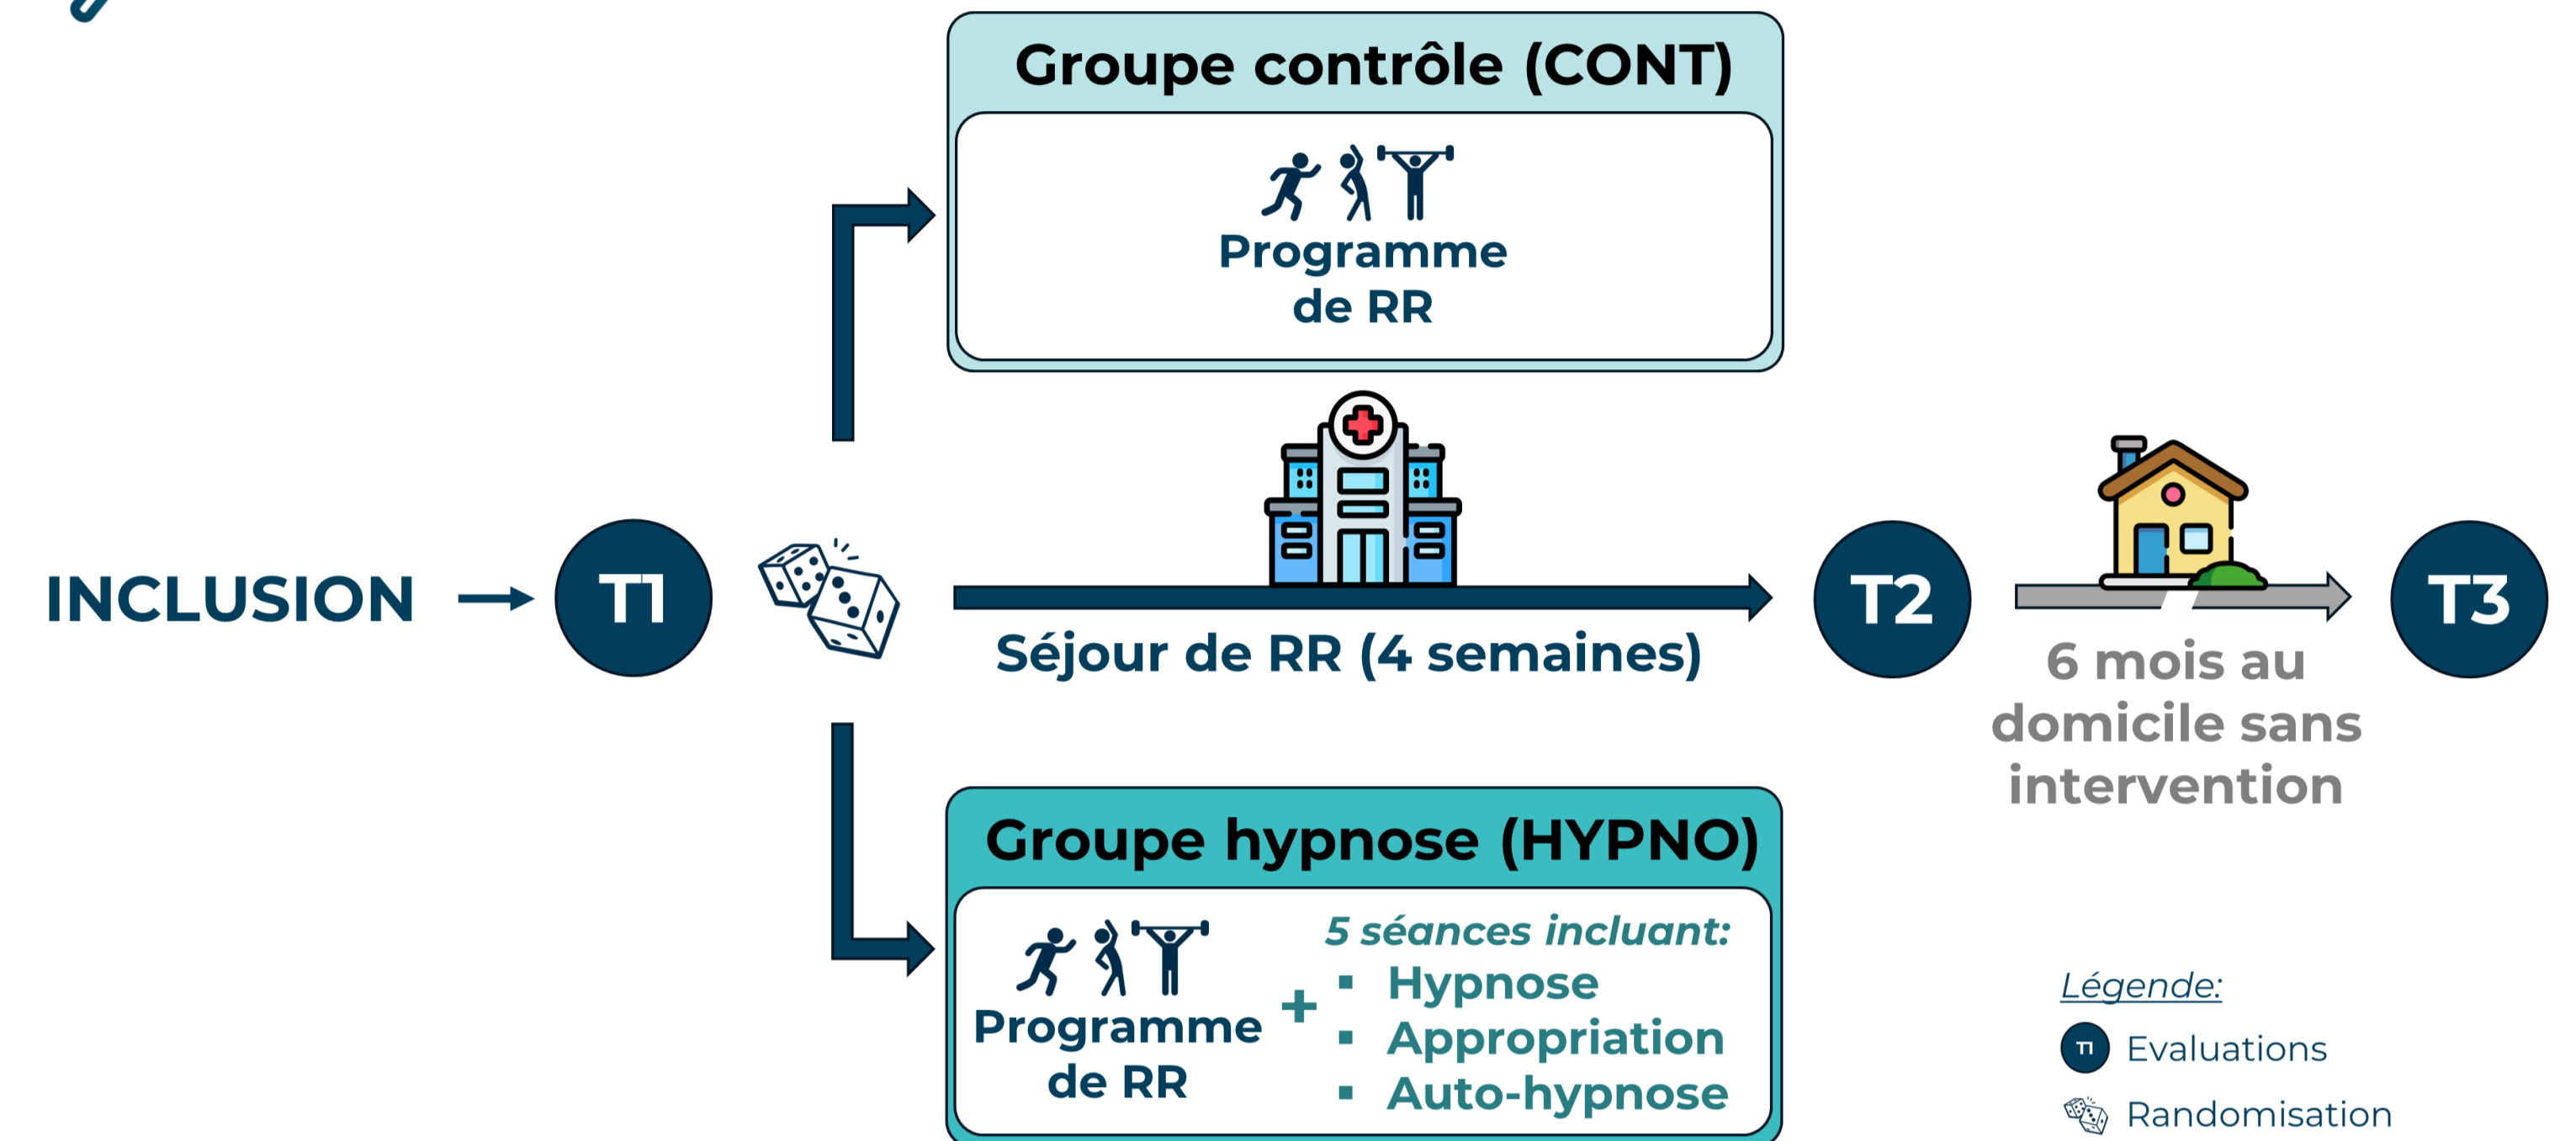 Groupe contrôle (CONT)
Programme
de RR
INCLUSION
T1
Séjour de RR (4 semaines)
T2
6 mois au
domicile sans
intervention
T3
Groupe hypnose (HYPNO)
Programme
de RR
+
5 séances incluant:
▪ Hypnose
▪ Appropriation
▪ Auto-hypnose
Légende:
T1 Evaluations
Randomisation